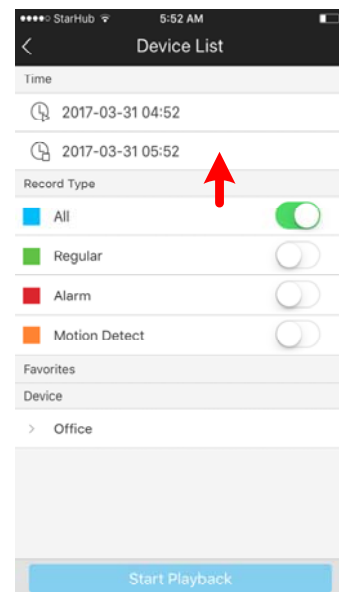 StarHub 5:52 AM
Device List
Time
2017-03-31 04:52
2017-03-31 05:52
Record Type
All
Regular
Alarm
Motion Detect
Favorites
Device
Office
Start Playback